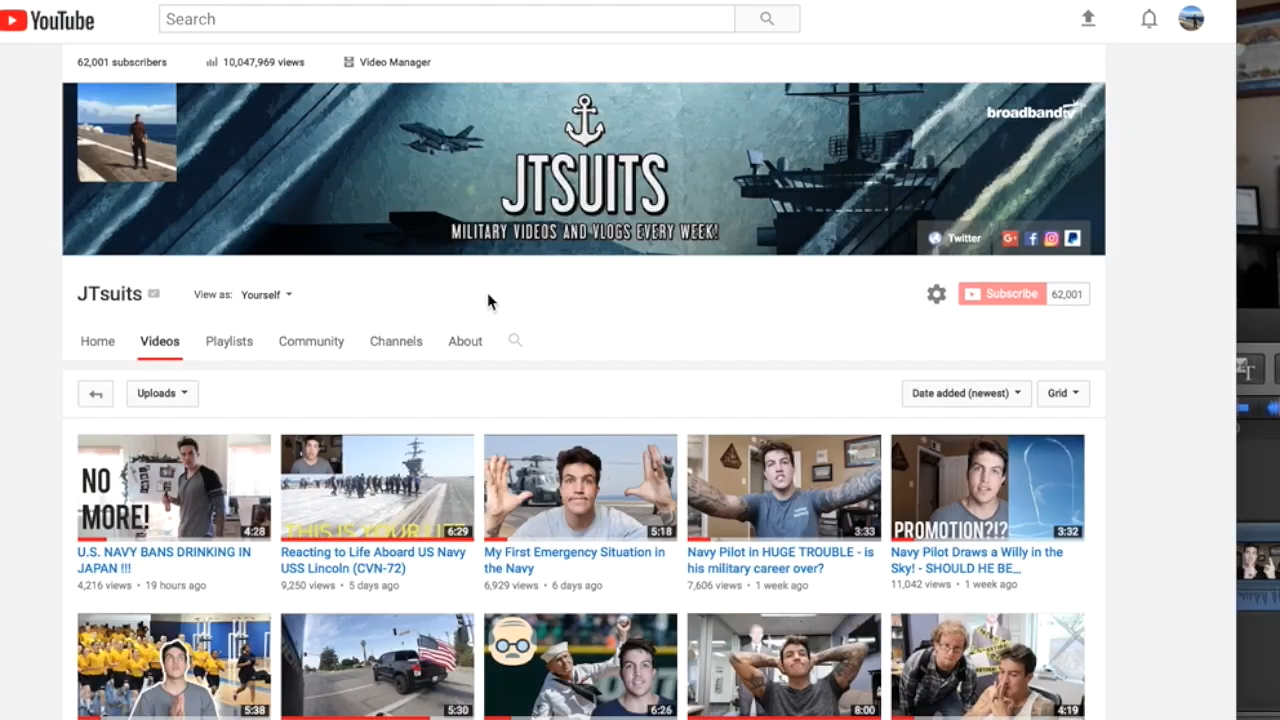 YouTube
Search
62,001 subscribers
10,047,969 views
Video Manager
broadbandtv
JTSUITS
MILITARY VIDEOS AND VLOGS EVERY WEEK!
Twitter
JTsuits
View as: Yourself
Subscribe 62,001
Home Videos Playlists Community Channels About
Uploads
Date added (newest)
Grid
NO
MORE!
4:28
THIS IS YOUR LIFE
6:29
5:18
3:33
PROMOTION?!?
3:32
U.S. NAVY BANS DRINKING IN
JAPAN !!!
4,216 views • 19 hours ago
Reacting to Life Aboard US Navy
USS Lincoln (CVN-72)
9,250 views • 5 days ago
My First Emergency Situation in
the Navy
6,929 views • 6 days ago
Navy Pilot in HUGE TROUBLE - is
his military career over?
7,606 views • 1 week ago
Navy Pilot Draws a Willy in the
Sky! - SHOULD HE BE...
11,042 views • 1 week ago
5:38
5:30
6:26
8:00
4:19